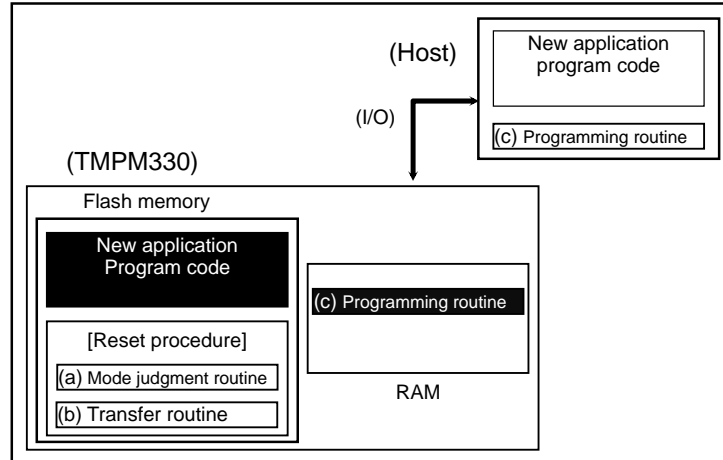 (Host)
New application
program code
(c) Programming routine
(I/O)
(TMPM330)
Flash memory
New application
Program code
[Reset procedure]
(a) Mode judgment routine
(b) Transfer routine
(c) Programming routine
RAM